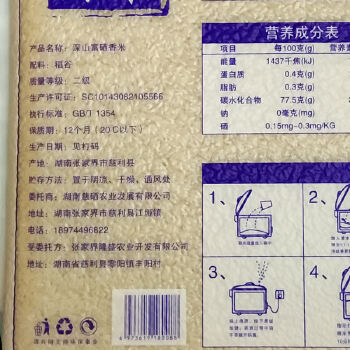 产品名称：深山富硒香米
配料：稻谷
质量等级：二级
生产许可证：SC10143082105566
执行标准：GB/T 1354
保质期：12个月（20℃以下）
生产日期：见封码
产地：湖南张家界市慈利县
贮存方法：置于阴凉、干燥、通风处
委托商：湖南慈硒农业发展有限公司
地址：湖南张家界市慈利县江垭镇
电话：18974496822
受委托方：张家界隆盛农业开发有限公司
地址：湖南省慈利县零阳镇丰阳村
营养成分表
项目 每100克(g)
能量 1437千焦(kJ)
蛋白质 0.4克(g)
脂肪 0.3克(g)
碳水化合物 77.5克(g)
钠 0毫克(mg)
硒 0.15mg~0.3mg/KG
1、
2、
3、
4、